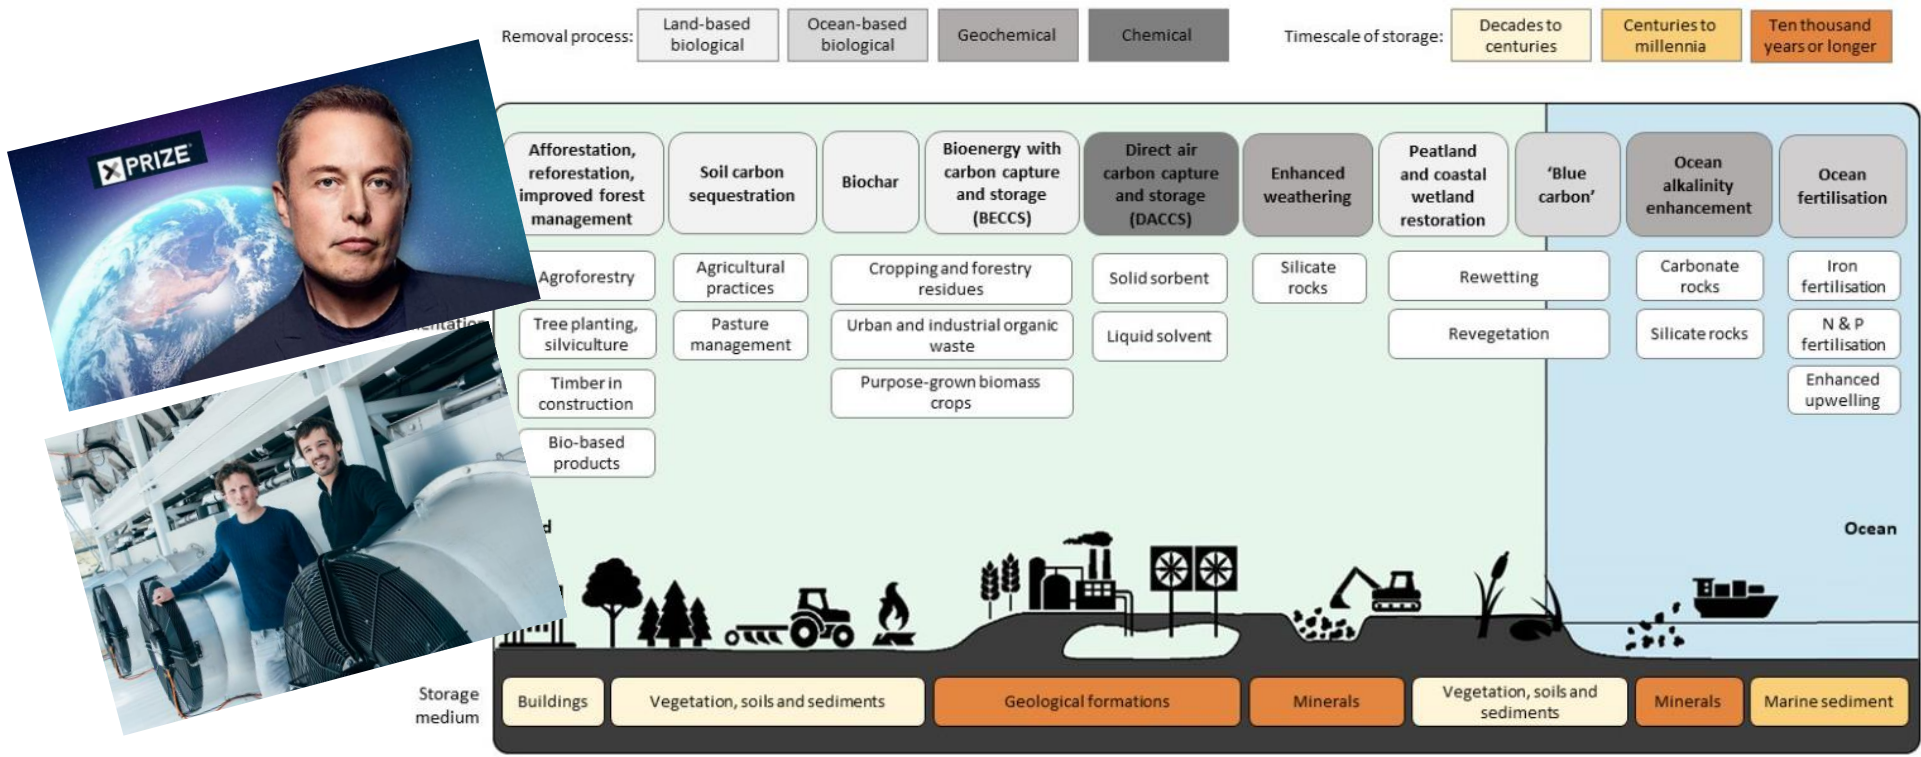 Removal process:
Land-based
biological
Ocean-based
biological
Geochemical
Chemical
Timescale of storage:
Decades to
centuries
Centuries to
millennia
Ten thousand
years or longer
XPRIZE
Afforestation,
reforestation,
improved forest
management
Soil carbon
sequestration
Biochar
Bioenergy with
carbon capture
and storage
(BECCS)
Direct air
carbon capture
and storage
(DACCS)
Enhanced
weathering
Peatland
and coastal
wetland
restoration
‘Blue
carbon’
Ocean
alkalinity
enhancement
Ocean
fertilisation
Agroforestry
Tree planting,
silviculture
Timber in
construction
Bio-based
products
Agricultural
practices
Pasture
management
Cropping and forestry
residues
Urban and industrial organic
waste
Purpose-grown biomass
crops
Solid sorbent
Liquid solvent
Silicate
rocks
Rewetting
Revegetation
Carbonate
rocks
Silicate rocks
Iron
fertilisation
N & P
fertilisation
Enhanced
upwelling
Ocean
Storage
medium
Buildings
Vegetation, soils and sediments
Geological formations
Minerals
Vegetation, soils and
sediments
Minerals
Marine sediment